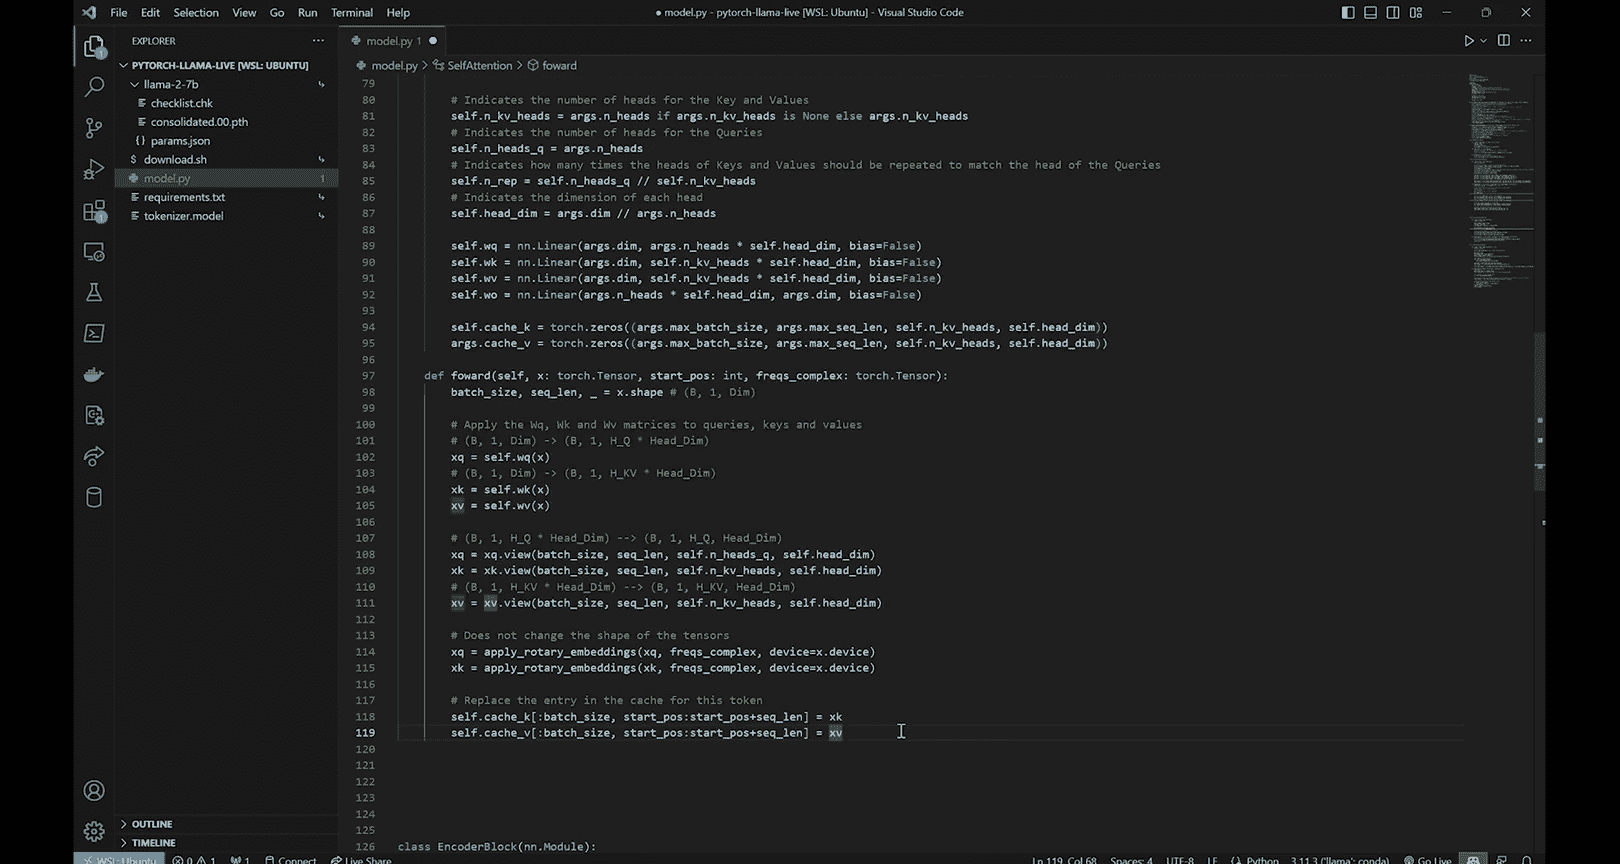 File Edit Selection View Go Run Terminal Help
● model.py - pytorch-llama-live [WSL: Ubuntu] - Visual Studio Code
EXPLORER
PYTORCH-LLAMA-LIVE [WSL: UBUNTU]
llama-2-7b
checklist.chk
consolidated.00.pth
{} params.json
$ download.sh
model.py 1
requirements.txt
tokenizer.model
OUTLINE
TIMELINE
model.py 1 ●
model.py > SelfAttention > foward
79
80 # Indicates the number of heads for the Key and Values
81 self.n_kv_heads = args.n_heads if args.n_kv_heads is None else args.n_kv_heads
82 # Indicates the number of heads for the Queries
83 self.n_heads_q = args.n_heads
84 # Indicates how many times the heads of Keys and Values should be repeated to match the head of the Queries
85 self.n_rep = self.n_heads_q // self.n_kv_heads
86 # Indicates the dimension of each head
87 self.head_dim = args.dim // args.n_heads
88
89 self.wq = nn.Linear(args.dim, args.n_heads * self.head_dim, bias=False)
90 self.wk = nn.Linear(args.dim, self.n_kv_heads * self.head_dim, bias=False)
91 self.wv = nn.Linear(args.dim, self.n_kv_heads * self.head_dim, bias=False)
92 self.wo = nn.Linear(args.n_heads * self.head_dim, args.dim, bias=False)
93
94 self.cache_k = torch.zeros((args.max_batch_size, args.max_seq_len, self.n_kv_heads, self.head_dim))
95 args.cache_v = torch.zeros((args.max_batch_size, args.max_seq_len, self.n_kv_heads, self.head_dim))
96
97 def foward(self, x: torch.Tensor, start_pos: int, freqs_complex: torch.Tensor):
98 batch_size, seq_len, _ = x.shape # (B, 1, Dim)
99
100 # Apply the Wq, Wk and Wv matrices to queries, keys and values
101 # (B, 1, Dim) -> (B, 1, H_Q * Head_Dim)
102 xq = self.wq(x)
103 # (B, 1, Dim) -> (B, 1, H_KV * Head_Dim)
104 xk = self.wk(x)
105 xv = self.wv(x)
106
107 # (B, 1, H_Q * Head_Dim) --> (B, 1, H_Q, Head_Dim)
108 xq = xq.view(batch_size, seq_len, self.n_heads_q, self.head_dim)
109 xk = xk.view(batch_size, seq_len, self.n_kv_heads, self.head_dim)
110 # (B, 1, H_KV * Head_Dim) --> (B, 1, H_KV, Head_Dim)
111 xv = xv.view(batch_size, seq_len, self.n_kv_heads, self.head_dim)
112
113 # Does not change the shape of the tensors
114 xq = apply_rotary_embeddings(xq, freqs_complex, device=x.device)
115 xk = apply_rotary_embeddings(xk, freqs_complex, device=x.device)
116
117 # Replace the entry in the cache for this token
118 self.cache_k[:batch_size, start_pos:start_pos+seq_len] = xk
119 self.cache_v[:batch_size, start_pos:start_pos+seq_len] = xv
120
121
122
123
124
125
126 class EncoderBlock(nn.Module):
WSL: Ubuntu 0 1 1 Connect Live Share Ln 119, Col 68 Spaces: 4 UTF-8 LF Python 3.11.3 ('llama': conda) Go Live